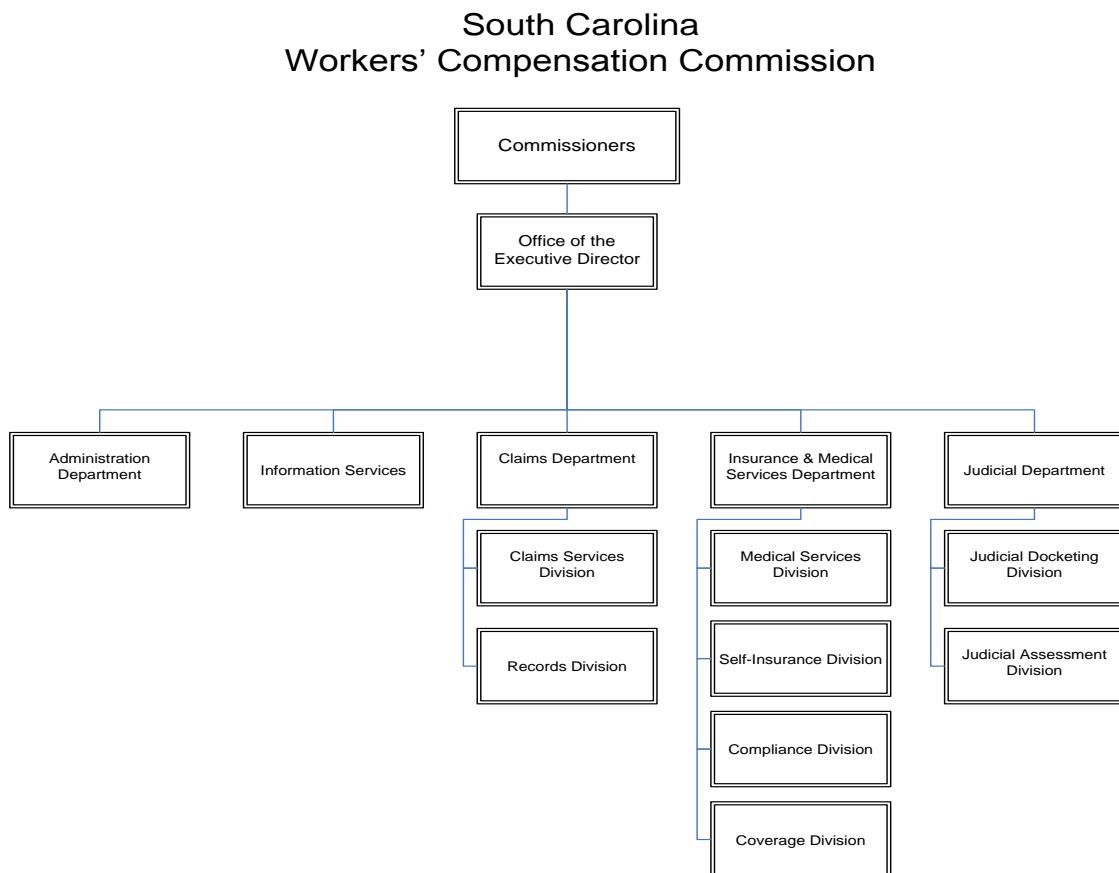 South Carolina
Workers’ Compensation Commission
Commissioners
Office of the
Executive Director
Administration
Department
Information Services
Claims Department
Insurance & Medical
Services Department
Judicial Department
Claims Services
Division
Records Division
Medical Services
Division
Self-Insurance Division
Compliance Division
Coverage Division
Judicial Docketing
Division
Judicial Assessment
Division